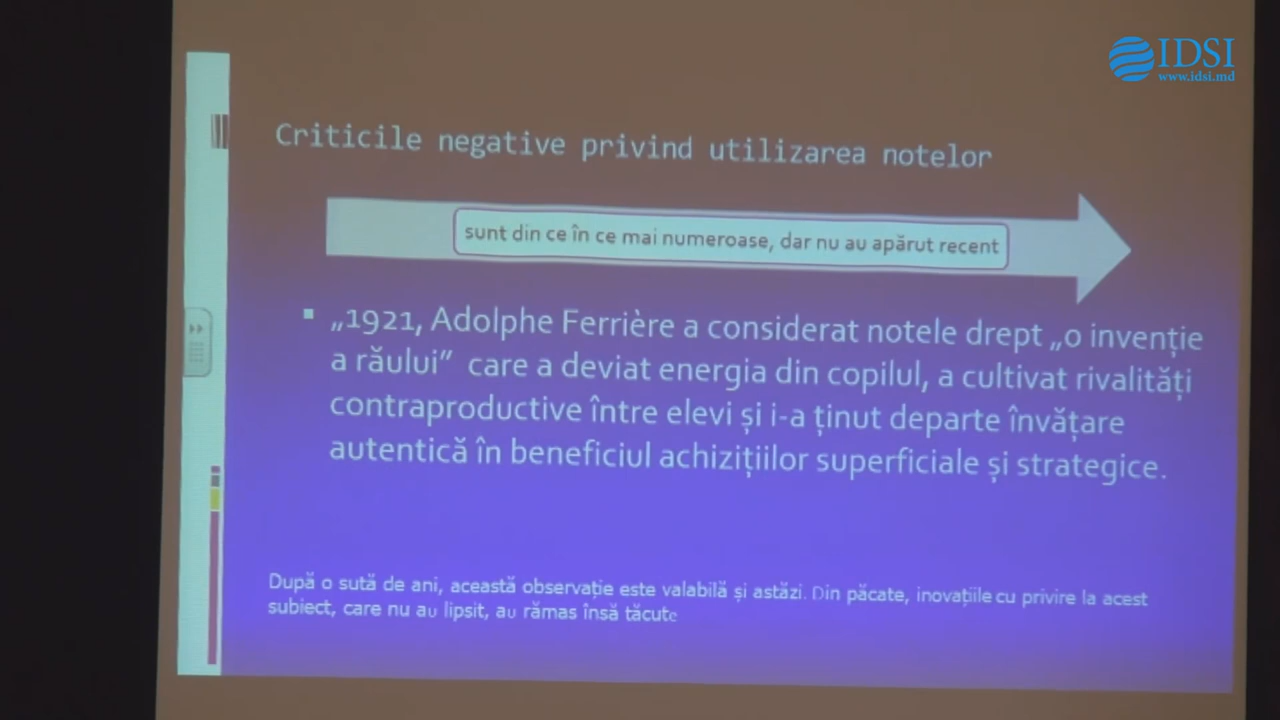 IDSI
www.idsi.md
Criticile negative privind utilizarea notelor
sunt din ce în ce mai numeroase, dar nu au apărut recent
„1921, Adolphe Ferrière a considerat notele drept „o invenție
a răului” care a deviat energia din copilul, a cultivat rivalități
contraproductive între elevi și i-a ținut departe învățare
autentică în beneficiul achizițiilor superficiale și strategice.
După o sută de ani, această observație este valabilă și astăzi. Din păcate, inovațiile cu privire la acest
subiect, care nu au lipsit, au rămas însă tăcute